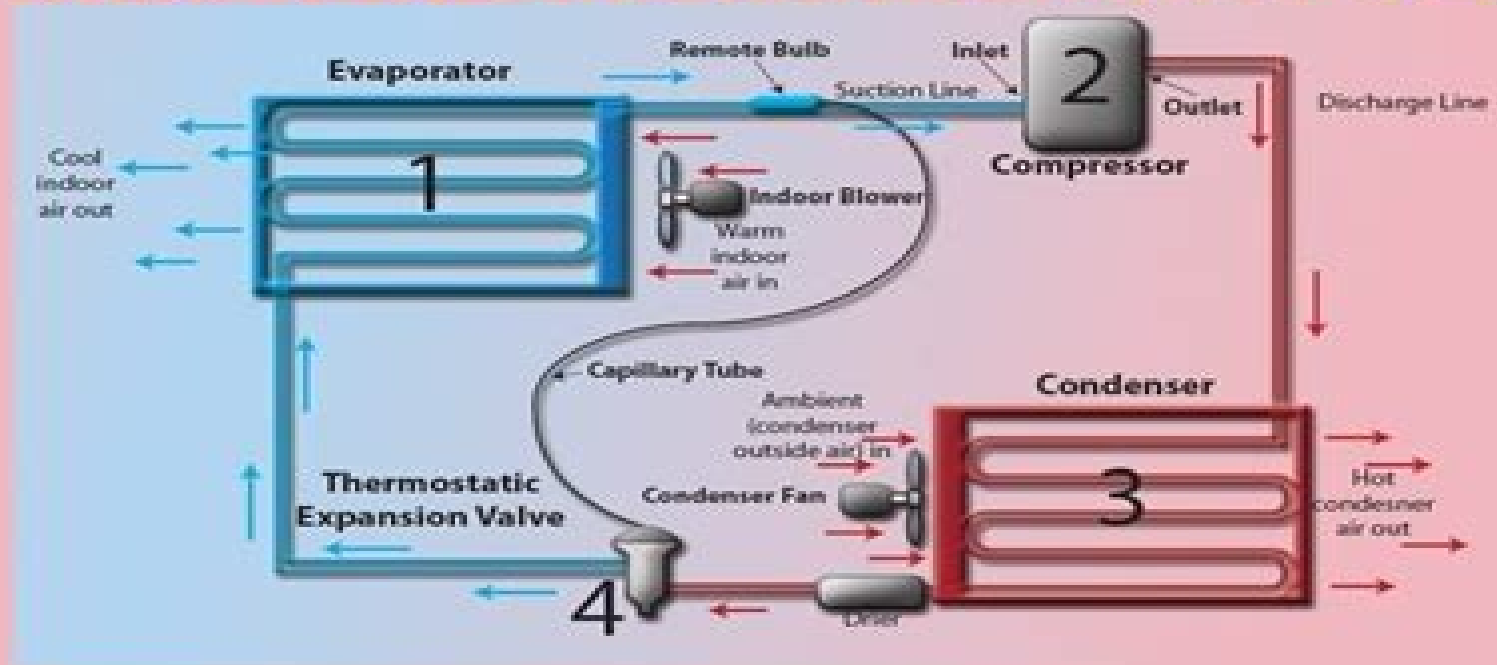 Evaporator
1
Cool
indoor
air out
Remote Bulb
Suction Line
Inlet
2
Outlet
Compressor
Discharge Line
Indoor Blower
Warm
indoor
air in
Capillary Tube
Thermostatic
Expansion Valve
4
Ambient
(condenser
outside air) in
Condenser Fan
Drier
Condenser
3
Hot
condesner
air out